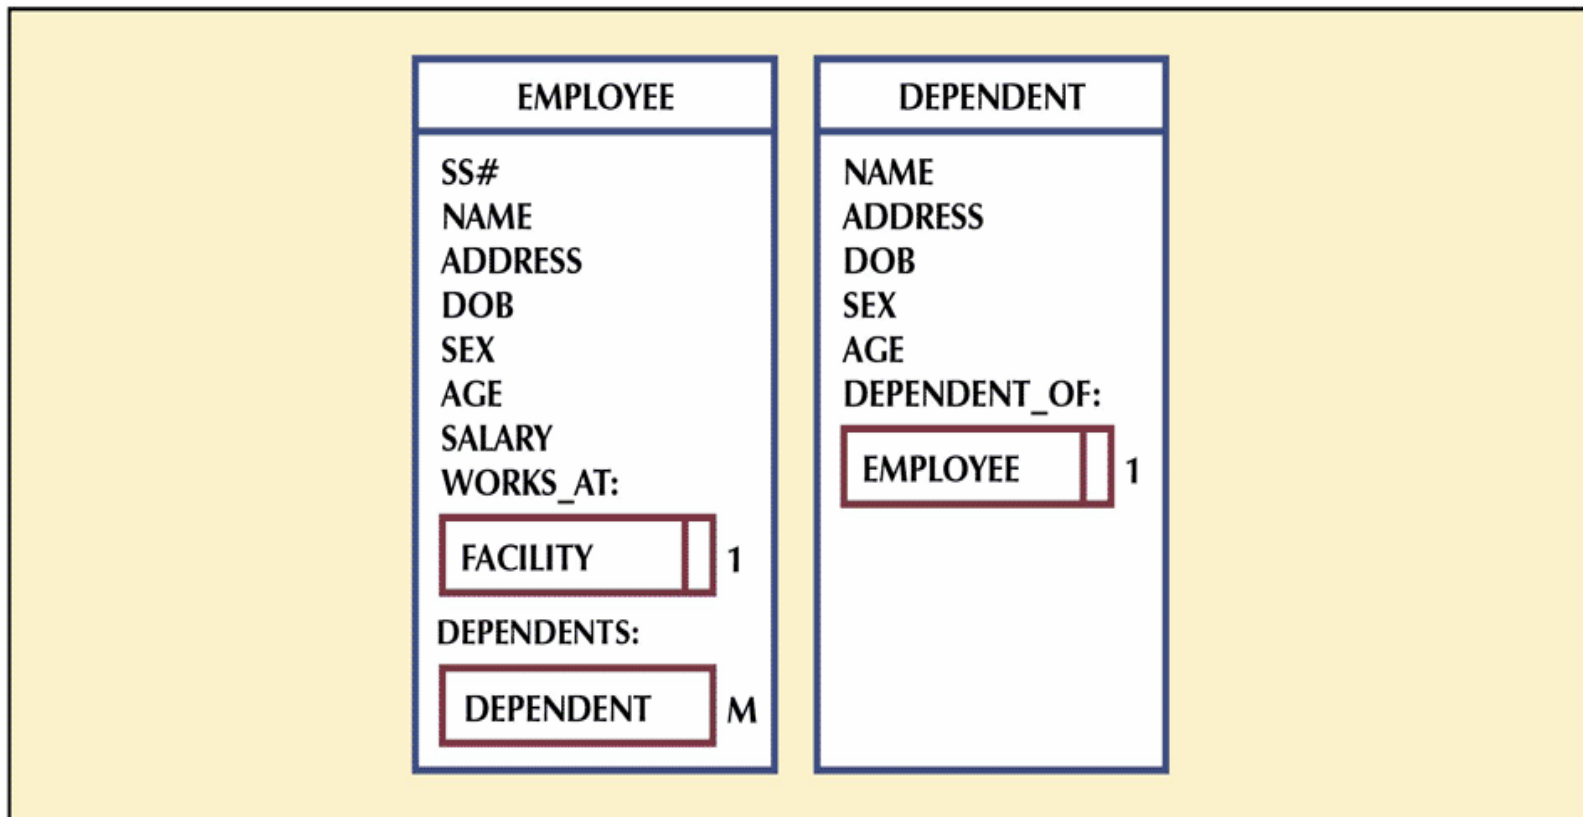 EMPLOYEE
SS#
NAME
ADDRESS
DOB
SEX
AGE
SALARY
WORKS_AT:
FACILITY 1
DEPENDENTS:
DEPENDENT M
DEPENDENT
NAME
ADDRESS
DOB
SEX
AGE
DEPENDENT_OF:
EMPLOYEE 1